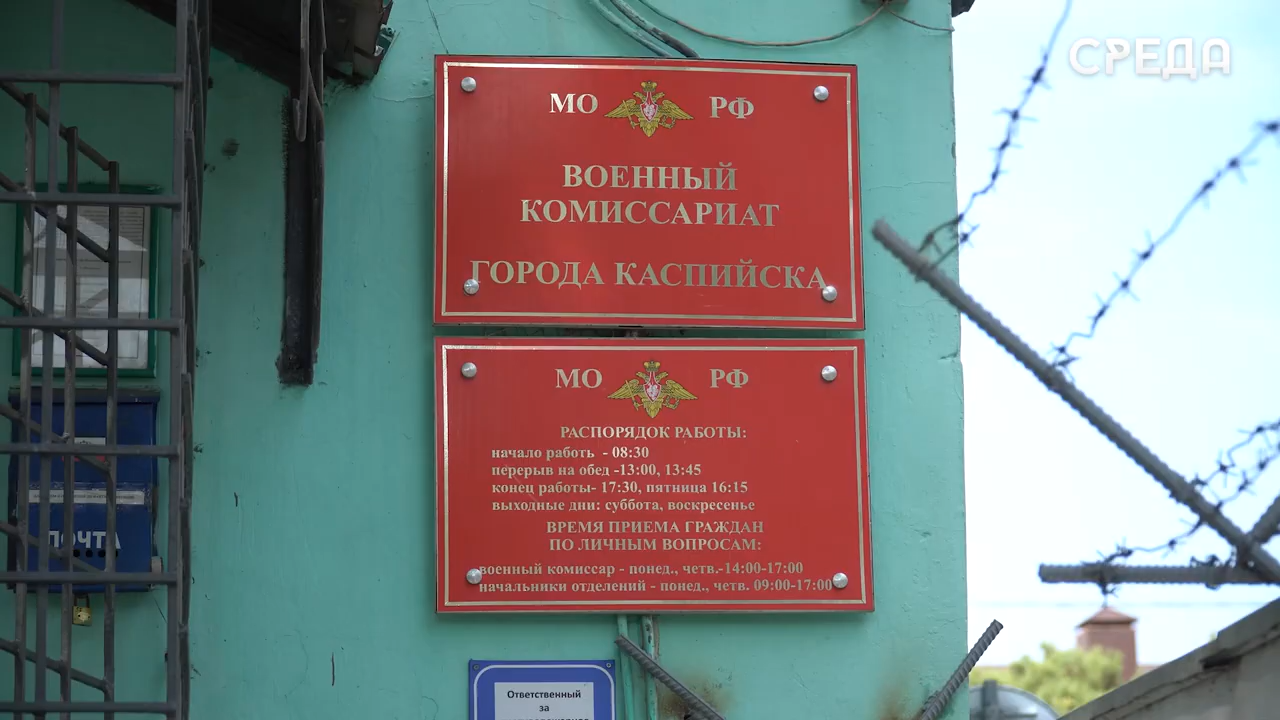 СРЕДА
МО РФ
ВОЕННЫЙ
КОМИССАРИАТ
ГОРОДА КАСПИЙСКА
МО РФ
РАСПОРЯДОК РАБОТЫ:
начало работь - 08:30
перерыв на обед -13:00, 13:45
конец работы- 17:30, пятница 16:15
выходные дни: суббота, воскресенье
ВРЕМЯ ПРИЕМА ГРАЖДАН
ПО ЛИЧНЫМ ВОПРОСАМ:
военный комиссар - понед., четв.-14:00-17:00
начальники отделений - понед., четв. 09:00-17:00
ПОЧТА
Ответственный
за